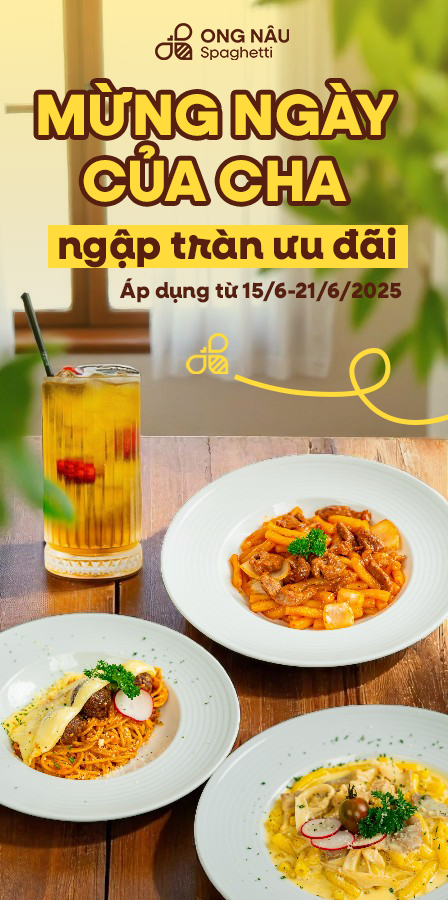 ONG NÂU
Spaghetti
MỪNG NGÀY
CỦA CHA
ngập tràn ưu đãi
Áp dụng từ 15/6-21/6/2025